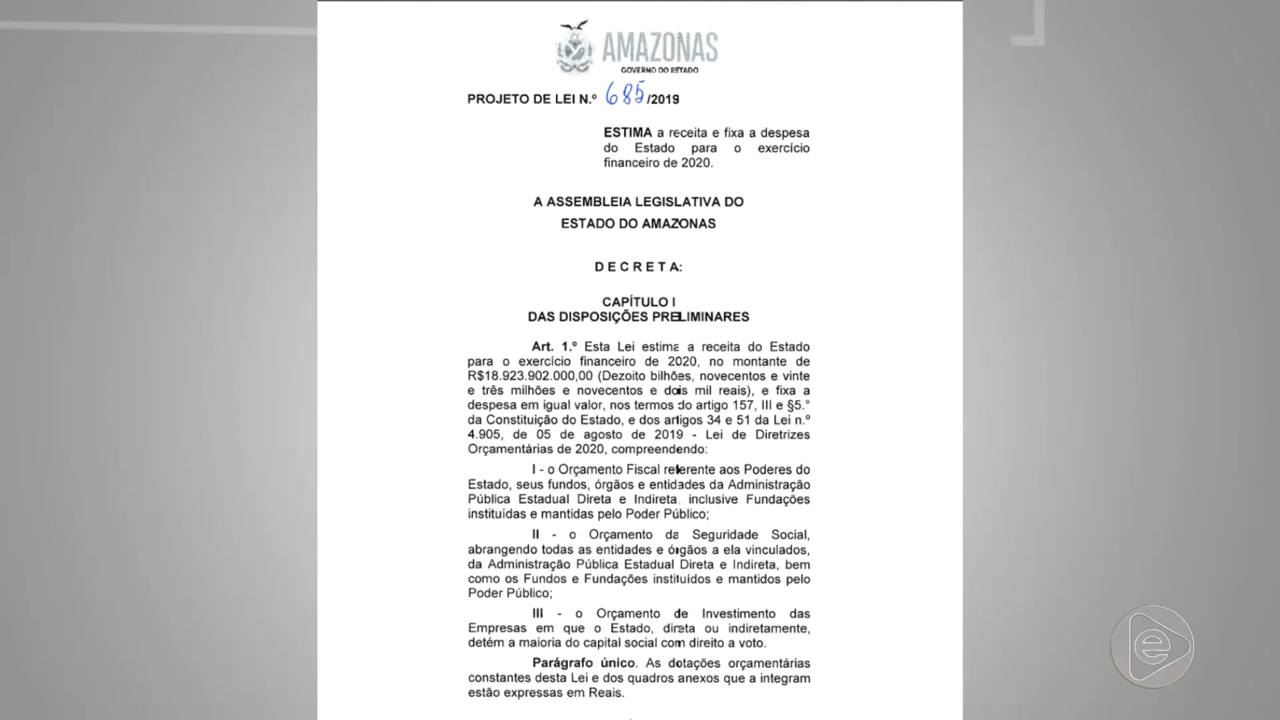 AMAZONAS
GOVERNO DO ESTADO
PROJETO DE LEI N.º 685/2019
ESTIMA a receita e fixa a despesa
do Estado para o exercício
financeiro de 2020.
A ASSEMBLEIA LEGISLATIVA DO
ESTADO DO AMAZONAS
D E C R E T A:
CAPÍTULO I
DAS DISPOSIÇÕES PRELIMINARES
Art. 1.º Esta Lei estima a receita do Estado
para o exercício financeiro de 2020, no montante de
R$18.923.902.000,00 (Dezoito bilhões, novecentos e vinte
e três milhões e novecentos e dois mil reais), e fixa a
despesa em igual valor, nos termos do artigo 157, III e §5.°
da Constituição do Estado, e dos artigos 34 e 51 da Lei n.º
4.905, de 05 de agosto de 2019 - Lei de Diretrizes
Orçamentárias de 2020, compreendendo:
I - o Orçamento Fiscal referente aos Poderes do
Estado, seus fundos, órgãos e entidades da Administração
Pública Estadual Direta e Indireta, inclusive Fundações
instituídas e mantidas pelo Poder Público;
II - o Orçamento da Seguridade Social,
abrangendo todas as entidades e órgãos a ela vinculados,
da Administração Pública Estadual Direta e Indireta, bem
como os Fundos e Fundações instituídos e mantidos pelo
Poder Público;
III - o Orçamento de Investimento das
Empresas em que o Estado, direta ou indiretamente,
detém a maioria do capital social com direito a voto.
Parágrafo único. As dotações orçamentárias
constantes desta Lei e dos quadros anexos que a integram
estão expressas em Reais.
e